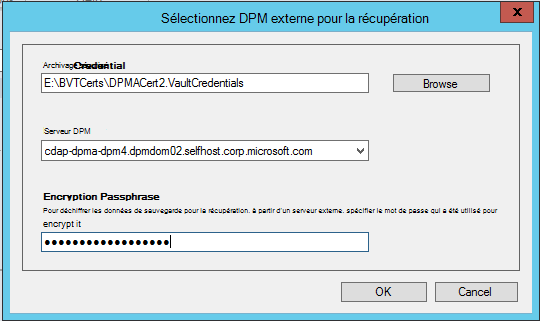 Sélectionnez DPM externe pour la récupération
x
Credential
E:\BVTCerts\DPMACert2.VaultCredentials
Browse
Serveur DPM
cdap-dpma-dpm4.dpmdom02.selfhost.corp.microsoft.com
Encryption Passphrase
Pour déchiffrer les données de sauvegarde pour la récupération, à partir d'un serveur externe, spécifier le mot de passe qui a été utilisé pour
encrypt it
OK
Cancel